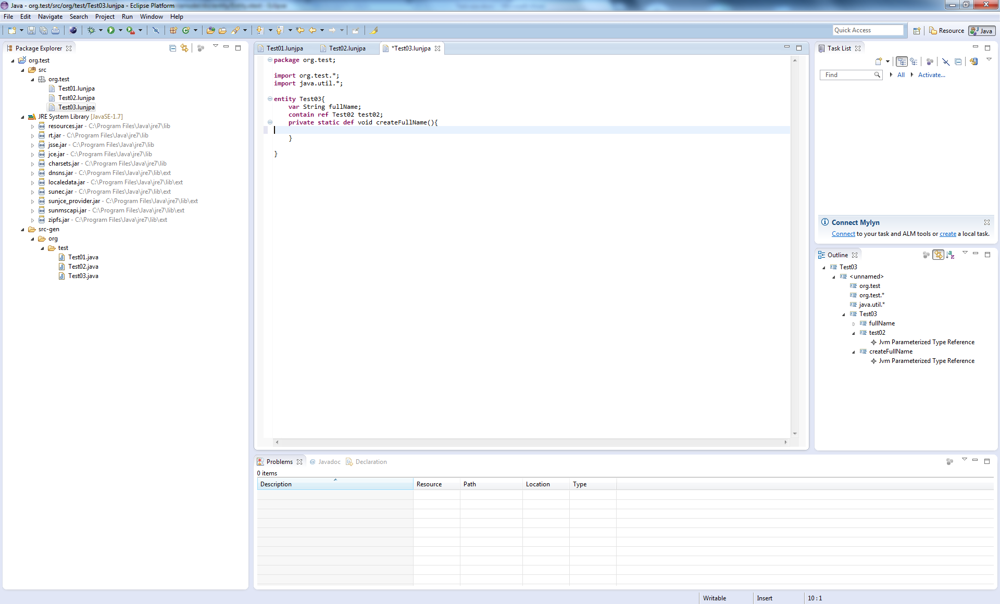 Java - org.test/src/org/test/Test03.lunjpa - Eclipse Platform
File Edit Navigate Search Project Run Window Help
Quick Access
Resource
Java
Package Explorer
org.test
src
org.test
Test01.lunjpa
Test02.lunjpa
Test03.lunjpa
JRE System Library [JavaSE-1.7]
resources.jar - C:\Program Files\Java\jre7\lib
rt.jar - C:\Program Files\Java\jre7\lib
jsse.jar - C:\Program Files\Java\jre7\lib
jce.jar - C:\Program Files\Java\jre7\lib
charsets.jar - C:\Program Files\Java\jre7\lib
dnsns.jar - C:\Program Files\Java\jre7\lib\ext
localedata.jar - C:\Program Files\Java\jre7\lib\ext
sunec.jar - C:\Program Files\Java\jre7\lib\ext
sunjce_provider.jar - C:\Program Files\Java\jre7\lib\ext
sunmscapi.jar - C:\Program Files\Java\jre7\lib\ext
zipfs.jar - C:\Program Files\Java\jre7\lib\ext
src-gen
org
test
Test01.java
Test02.java
Test03.java
Test01.lunjpa
Test02.lunjpa
*Test03.lunjpa
package org.test;
import org.test.*;
import java.util.*;
entity Test03{
var String fullName;
contain ref Test02 test02;
private static def void createFullName(){
}
}
Task List
Find
All
Activate...
Connect Mylyn
Connect to your task and ALM tools or create a local task.
Outline
Test03
<unnamed>
org.test
org.test.*
java.util.*
Test03
fullName
test02
Jvm Parameterized Type Reference
createFullName
Jvm Parameterized Type Reference
Problems
@ Javadoc
Declaration
0 items
Description Resource Path Location Type
Writable Insert 10 : 1